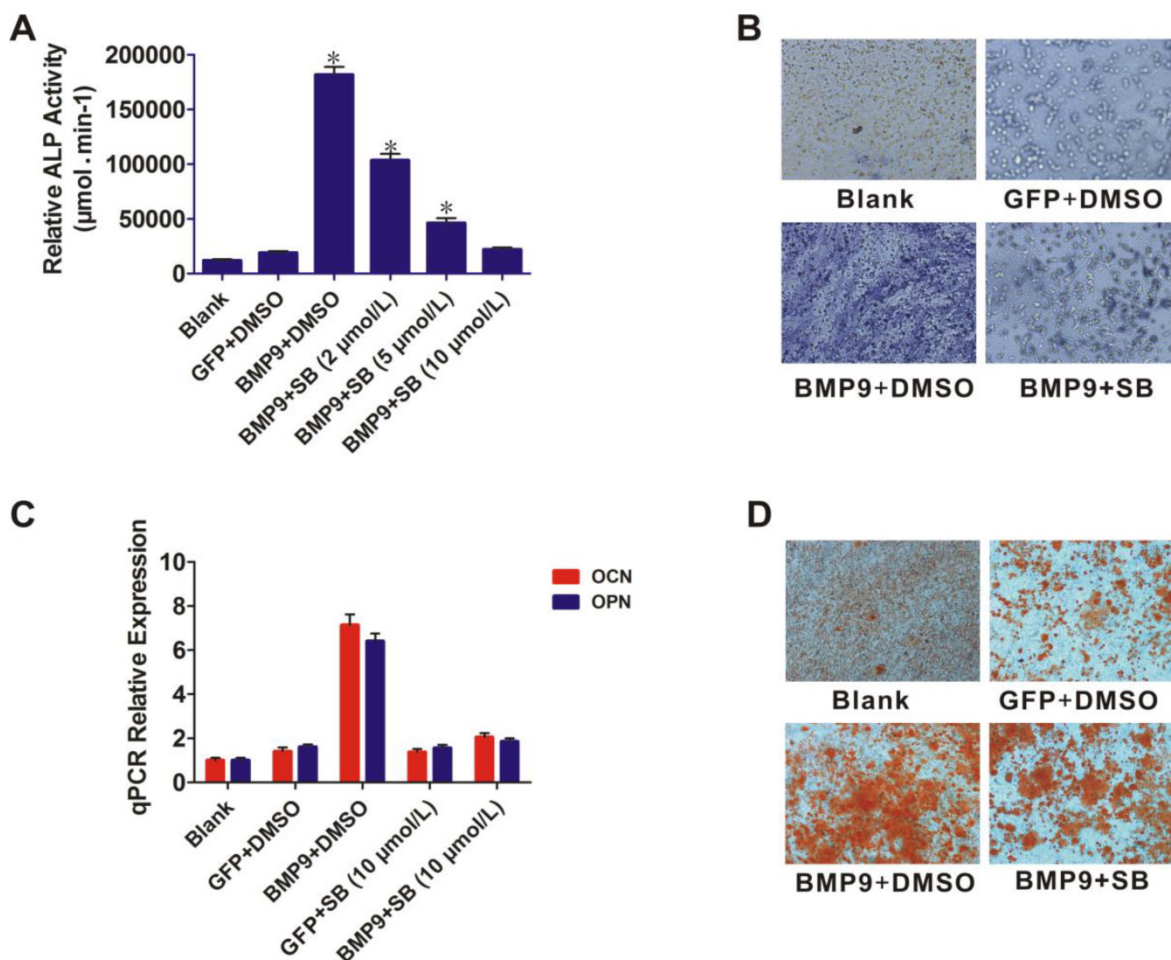 A
Relative ALP Activity
(μmol · min-1)
200000
150000
100000
50000
0
*
*
*
Blank
GFP+DMSO
BMP9+DMSO
BMP9+SB (2 μmol/L)
BMP9+SB (5 μmol/L)
BMP9+SB (10 μmol/L)
B
Blank
GFP+DMSO
BMP9+DMSO
BMP9+SB
C
qPCR Relative Expression
10
8
6
4
2
0
OCN
OPN
Blank
GFP+DMSO
BMP9+DMSO
GFP+SB (10 μmol/L)
BMP9+SB (10 μmol/L)
D
Blank
GFP+DMSO
BMP9+DMSO
BMP9+SB